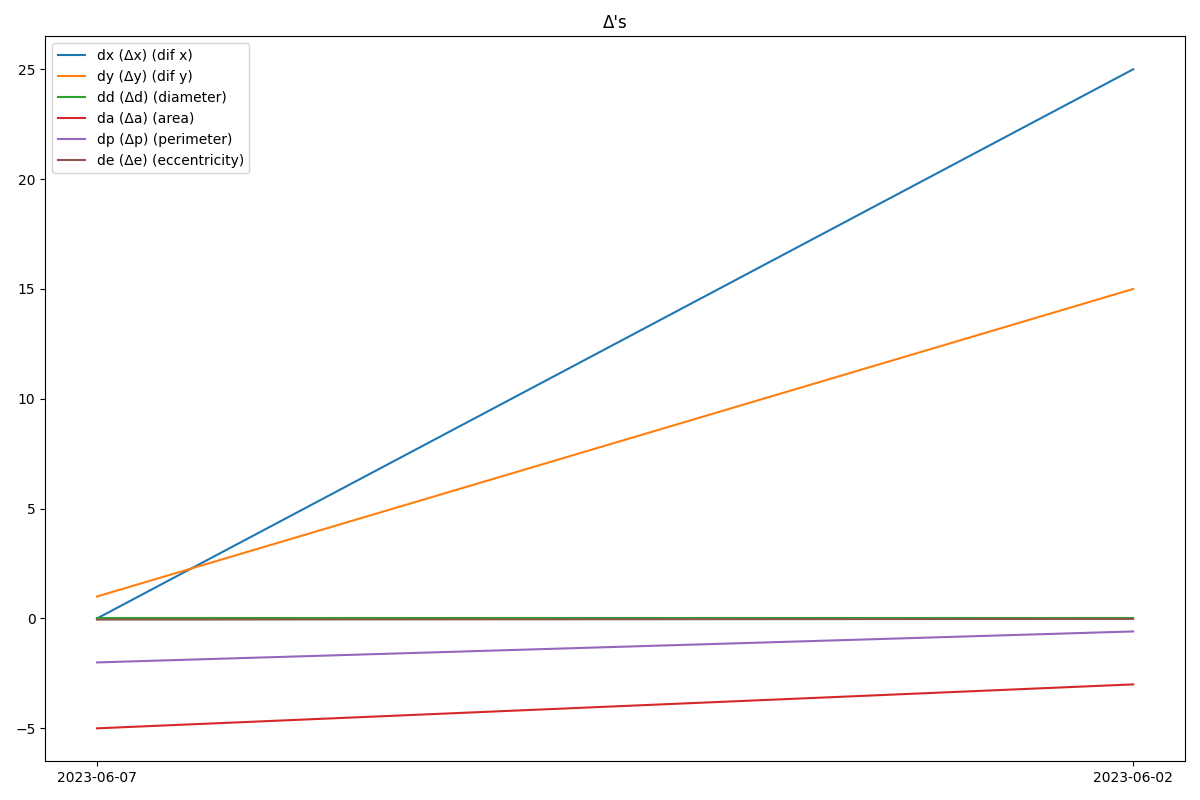 Δ's
dx (Δx) (dif x)
dy (Δy) (dif y)
dd (Δd) (diameter)
da (Δa) (area)
dp (Δp) (perimeter)
de (Δe) (eccentricity)
25
20
15
10
5
0
−5
2023-06-07
2023-06-02